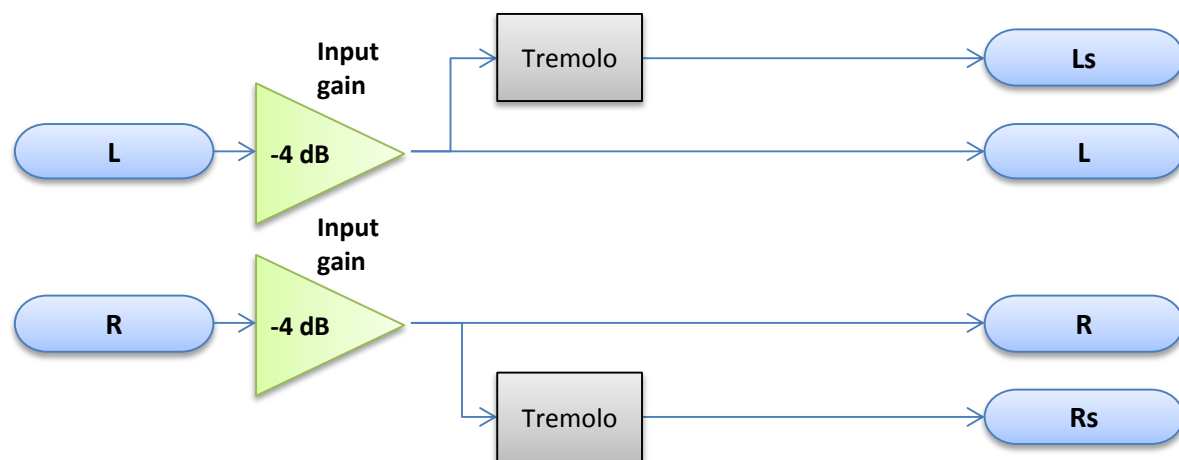 Input
gain
Tremolo
Ls
L
-4 dB
L
Input
gain
R
-4 dB
R
Tremolo
Rs